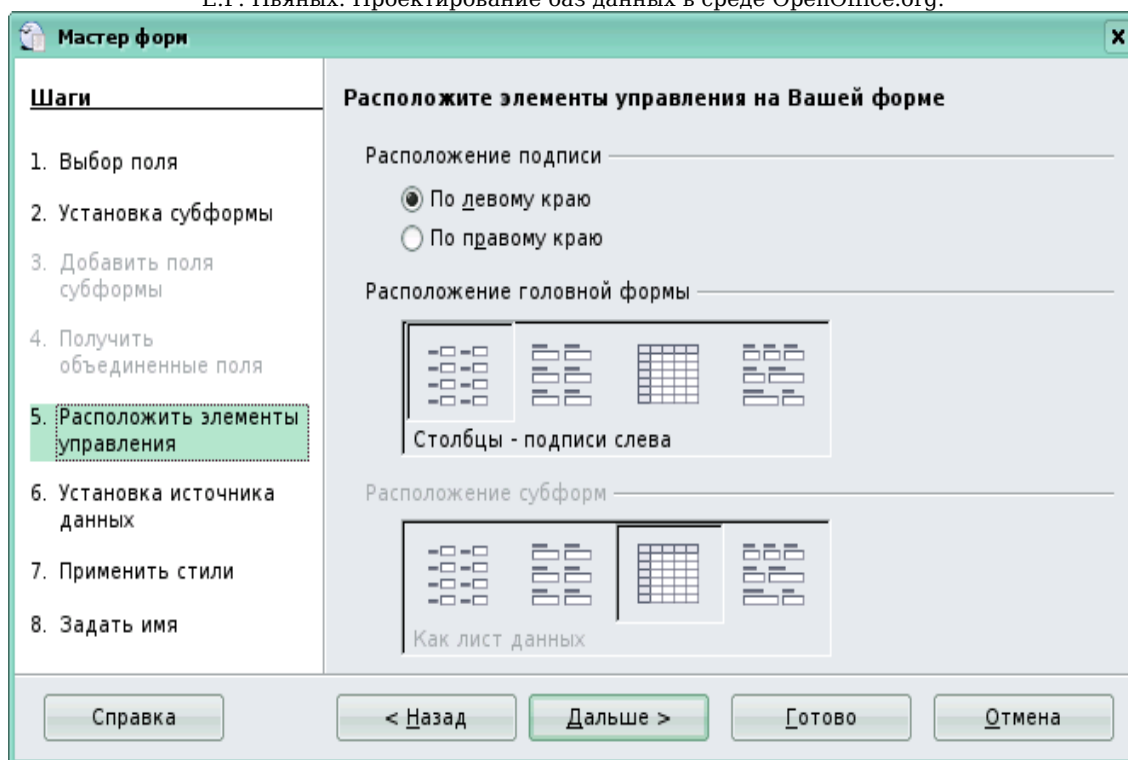 Е.Г. Пьяных. Проектирование баз данных в среде OpenOffice.org.
Мастер форм
Шаги
1. Выбор поля
2. Установка субформы
3. Добавить поля
субформы
4. Получить
объединенные поля
5. Расположить элементы
управления
6. Установка источника
данных
7. Применить стили
8. Задать имя
Расположите элементы управления на Вашей форме
Расположение подписи
По левому краю
По правому краю
Расположение головной формы
Столбцы - подписи слева
Расположение субформ
Как лист данных
Справка
< Назад
Дальше >
Готово
Отмена